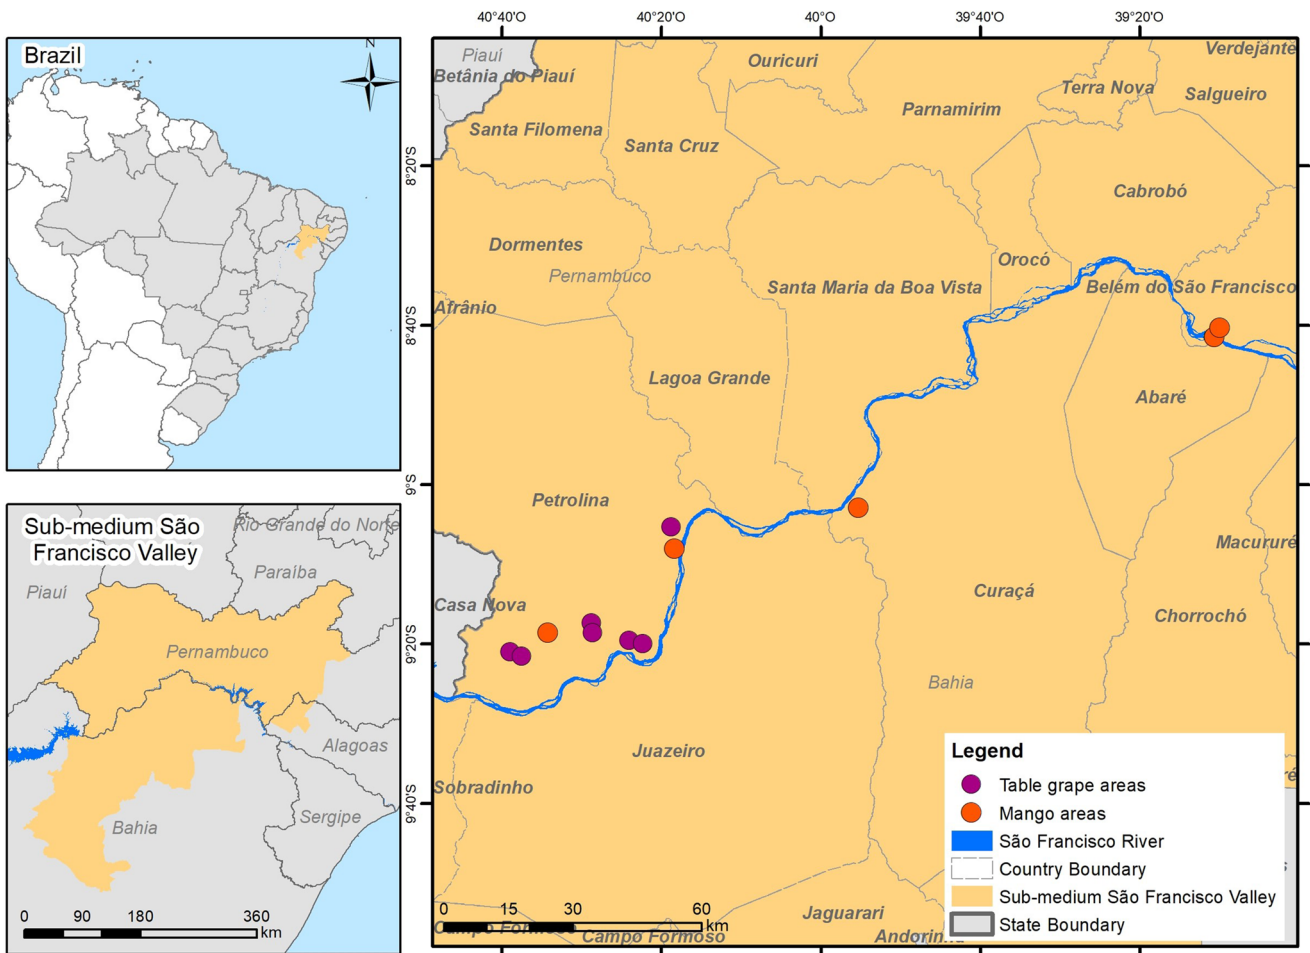 40°40'O
40°20'O
40°O
39°40'O
39°20'O
Brazil
N
Piauí
Betânia do Piauí
Ouricuri
Verdejante
Terra Nova
Salgueiro
Parnamirim
Santa Filomena
Santa Cruz
8°20'S
Cabrobó
Dormentes
Pernambuco
Orocó
Santa Maria da Boa Vista
Belém do São Francisco
Afrânio
8°40'S
Lagoa Grande
Abaré
9°S
Petrolina
Macururé
Casa Nova
Curaçá
Chorrochó
9°20'S
Bahia
Juazeiro
Sobradinho
9°40'S
Jaguarari
Campo Formoso
Campo Formoso
0
15
30
60
km
Sub-medium São
Francisco Valley
Rio Grande do Norte
Paraíba
Piauí
Pernambuco
Alagoas
Sergipe
Bahia
0
90
180
360
km
Legend
Table grape areas
Mango areas
São Francisco River
Country Boundary
Sub-medium São Francisco Valley
State Boundary